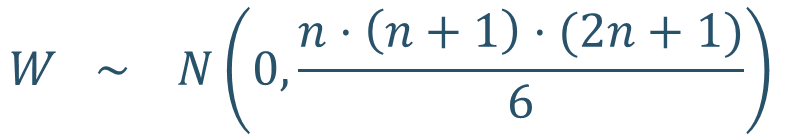 W ~ N(0, n · (n + 1) · (2n + 1) / 6)